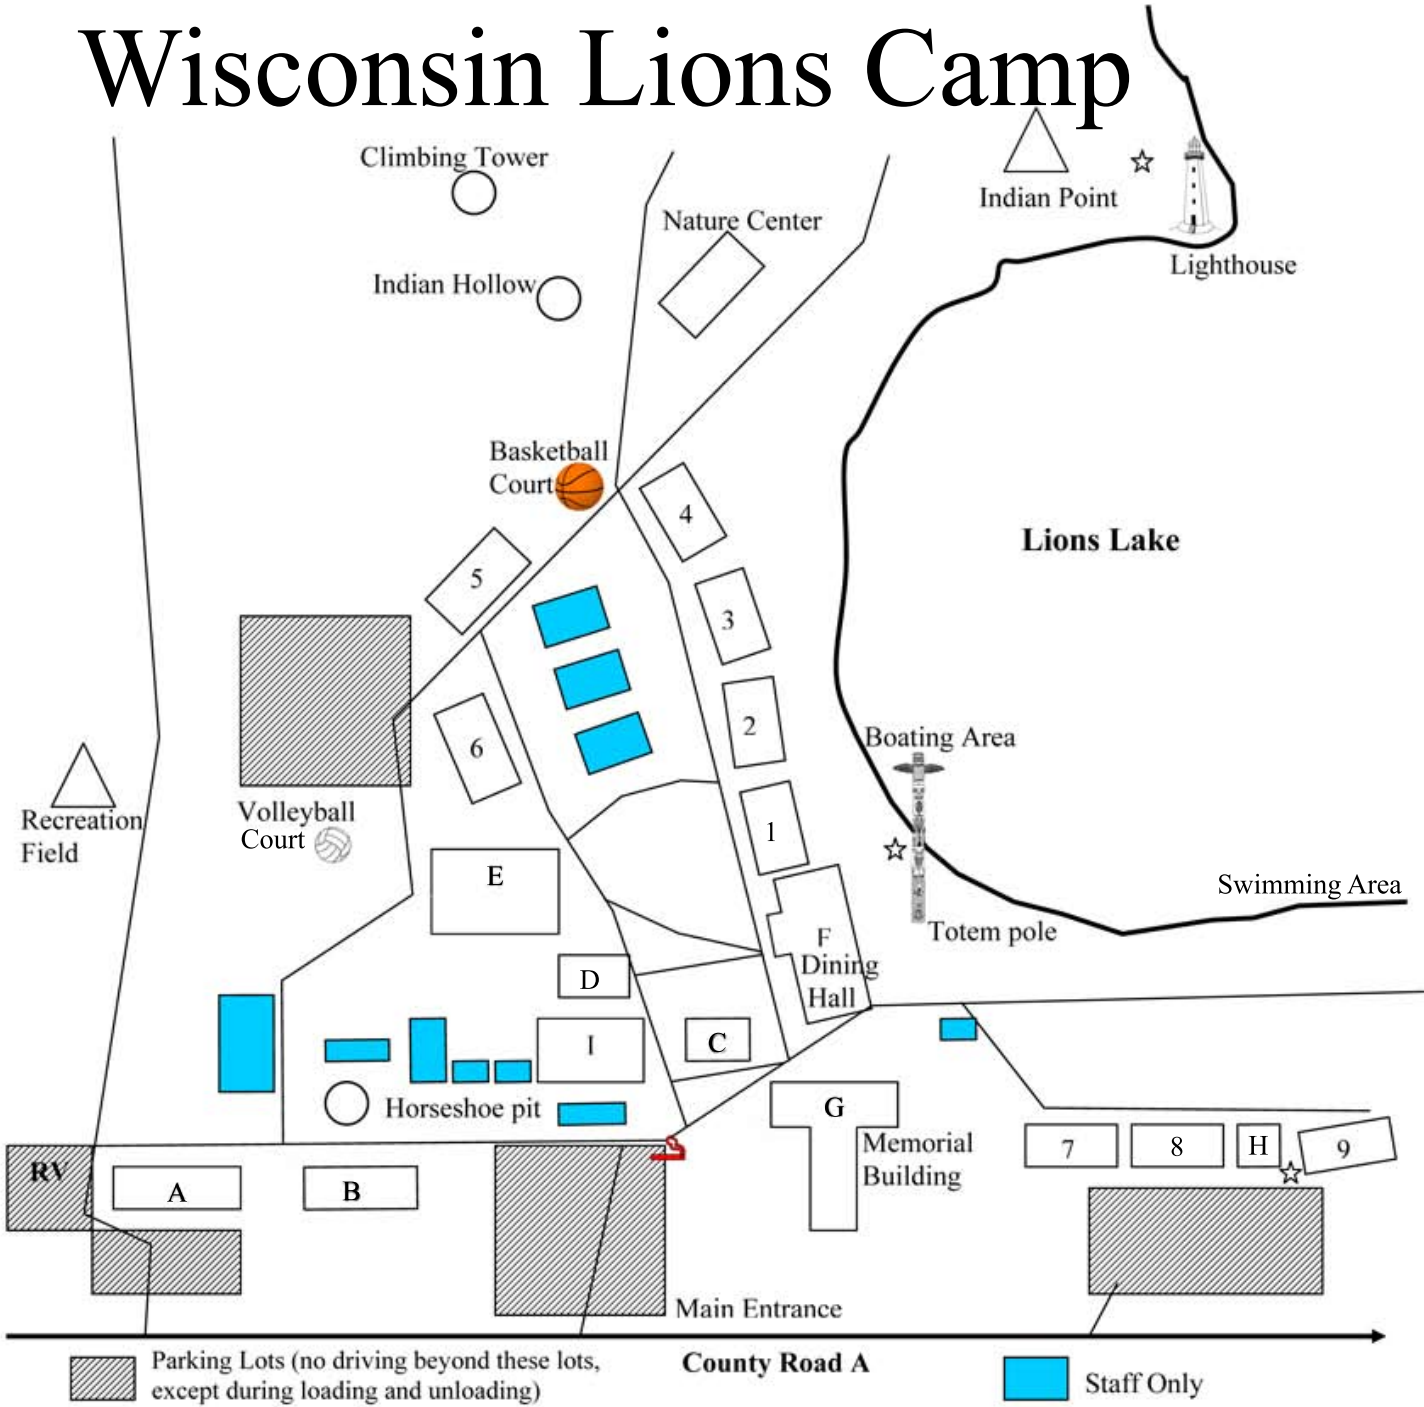 Wisconsin Lions Camp
Climbing Tower
Indian Point
Nature Center
Lighthouse
Indian Hollow
Basketball
Court
4
Lions Lake
5
3
2
6
Boating Area
Recreation
Field
Volleyball
Court
1
E
Swimming Area
F
Dining
Hall
Totem pole
D
I
C
Horseshoe pit
G
Memorial
Building
7
8
H
9
RV
A
B
Main Entrance
County Road A
Parking Lots (no driving beyond these lots,
except during loading and unloading)
Staff Only